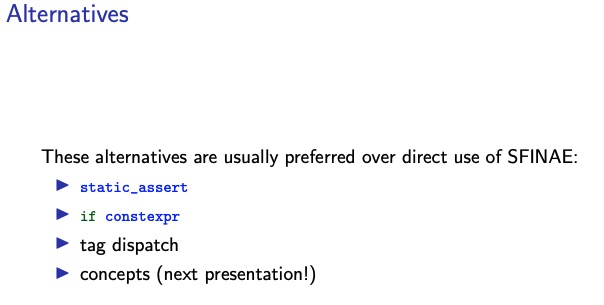 Alternatives
These alternatives are usually preferred over direct use of SFINAE:
static_assert
if constexpr
tag dispatch
concepts (next presentation!)